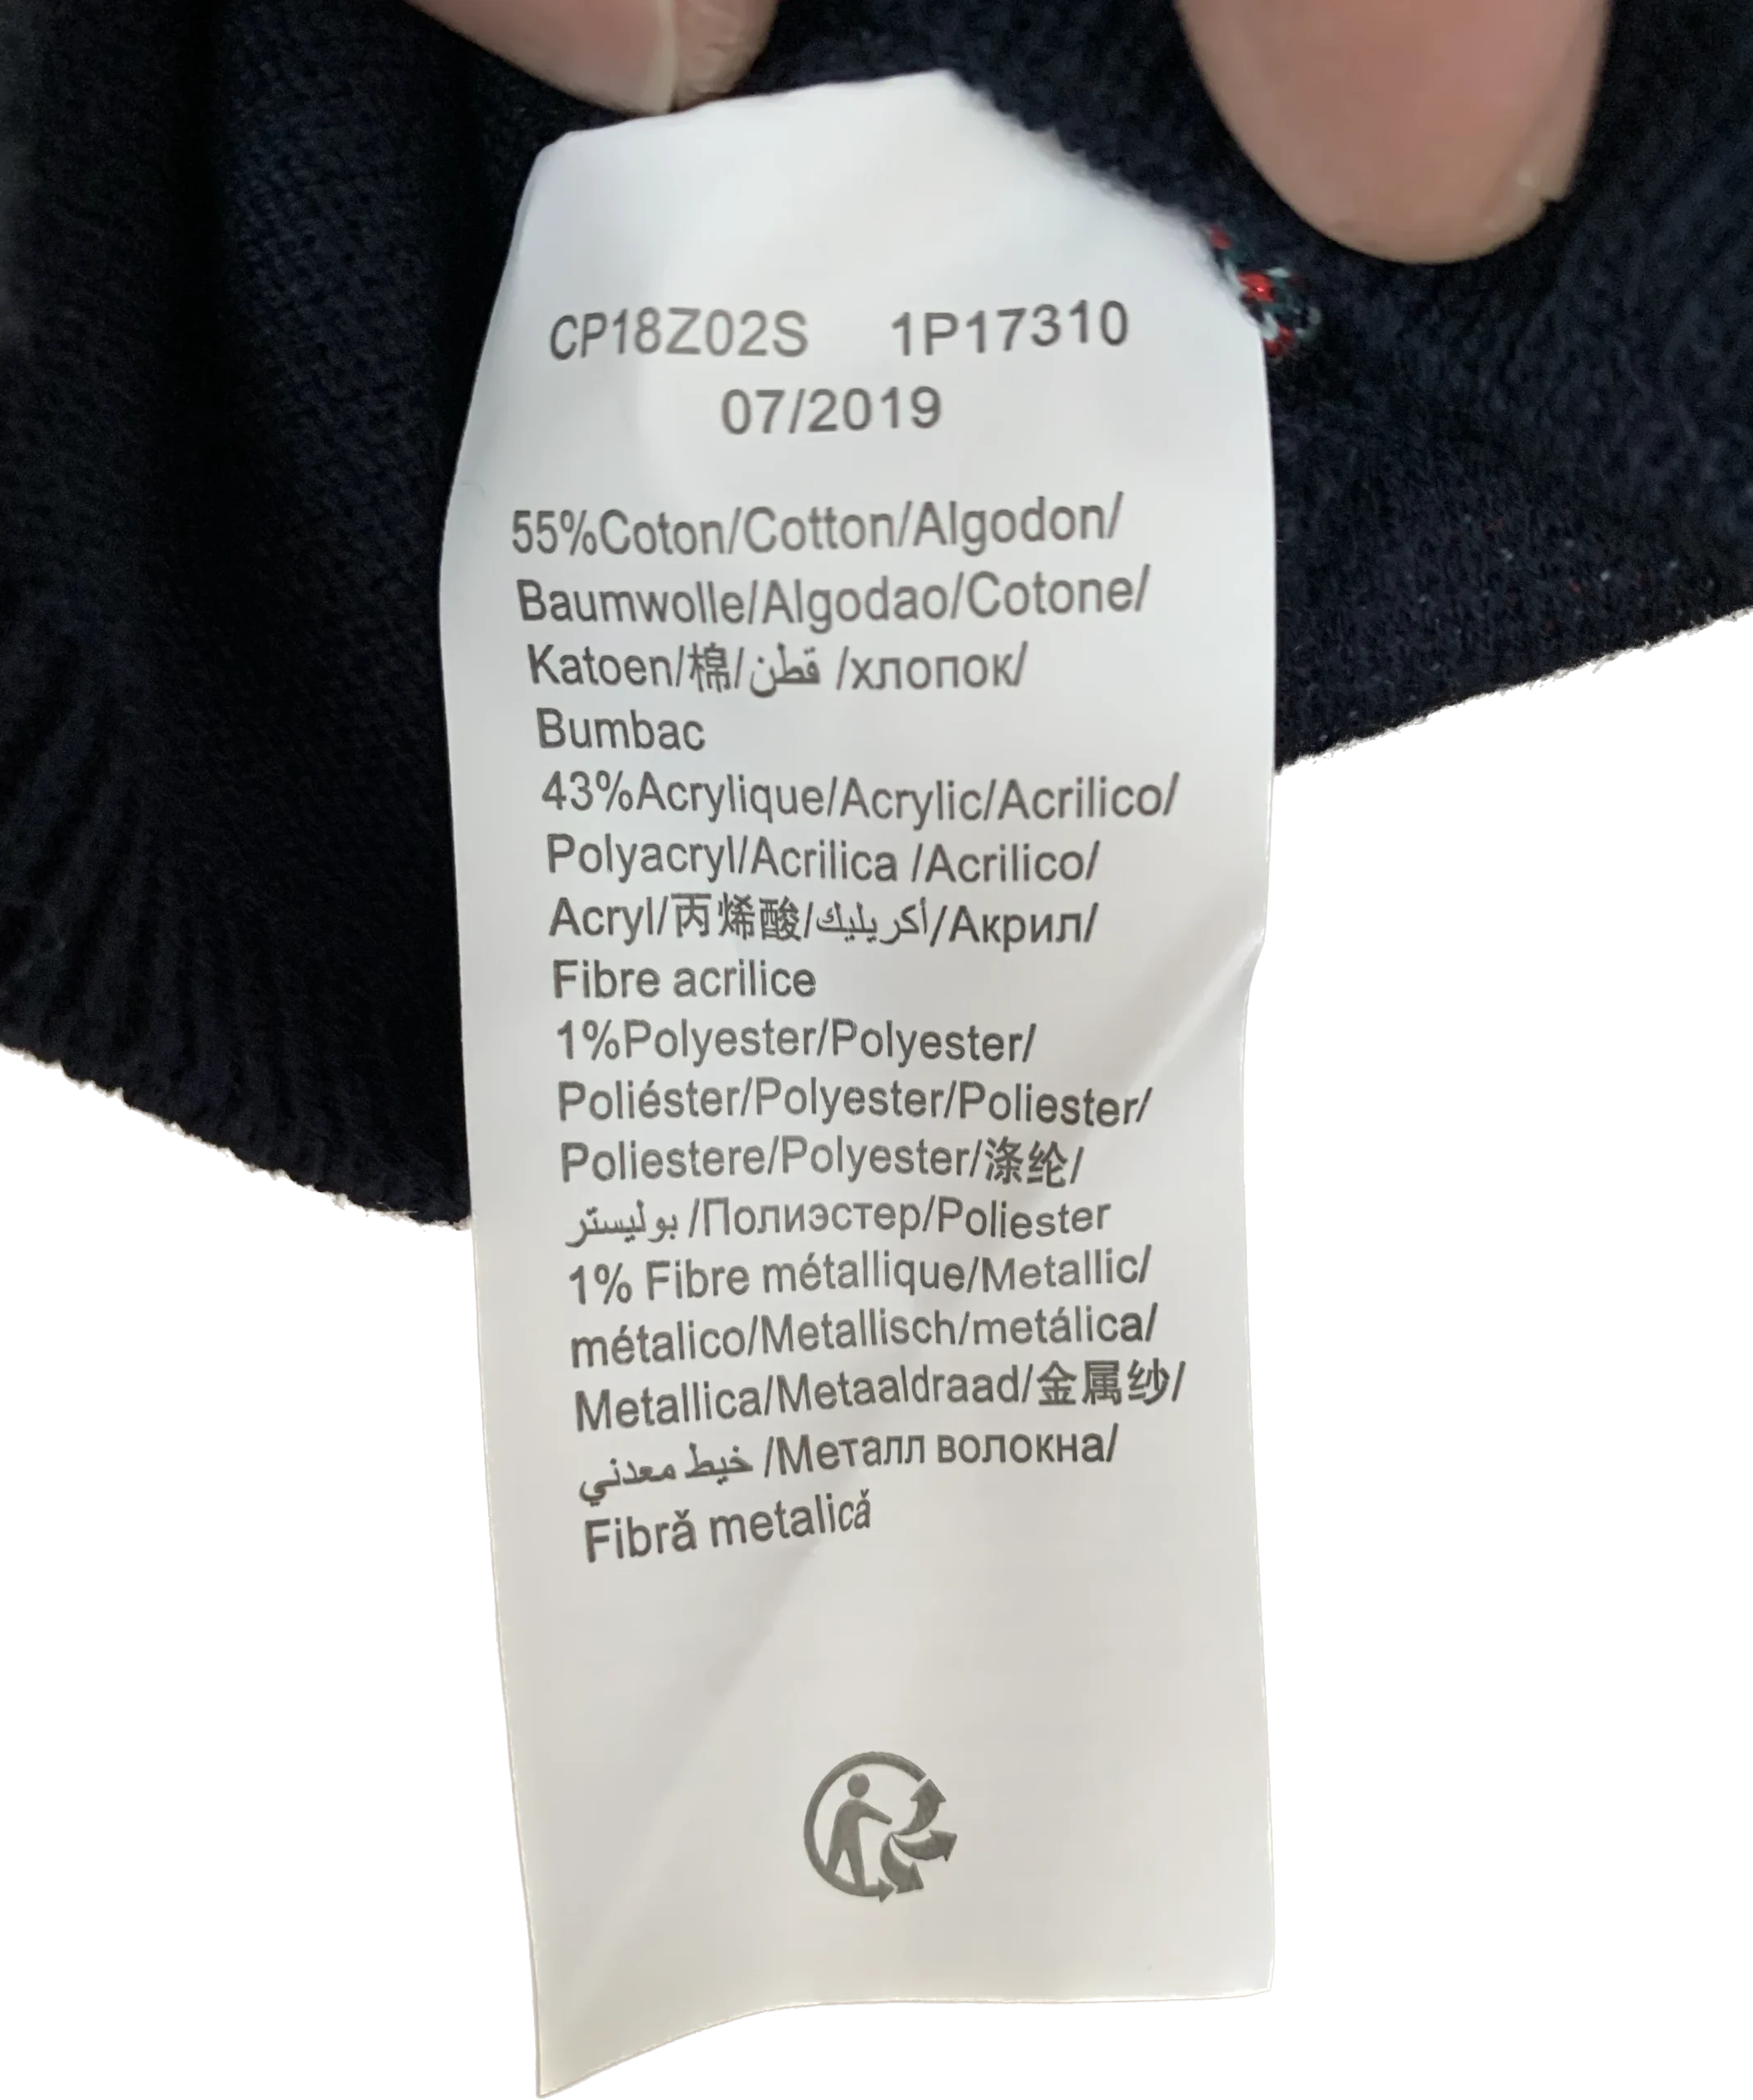 CP18Z02S 1P17310
07/2019
55%Coton/Cotton/Algodon/
Baumwolle/Algodao/Cotone/
Katoen/棉/قطن /хлопок/
Bumbac
43%Acrylique/Acrylic/Acrilico/
Polyacryl/Acrilica /Acrilico/
Acryl/丙烯酸/أكريليك/Акрил/
Fibre acrilice
1%Polyester/Polyester/
Poliéster/Polyester/Poliester/
Poliestere/Polyester/涤纶/
بوليستر /Полиэстер/Poliester
1% Fibre métallique/Metallic/
métalico/Metallisch/metálica/
Metallica/Metaaldraad/金属纱/
خيط معدني /Металл волокна/
Fibră metalică